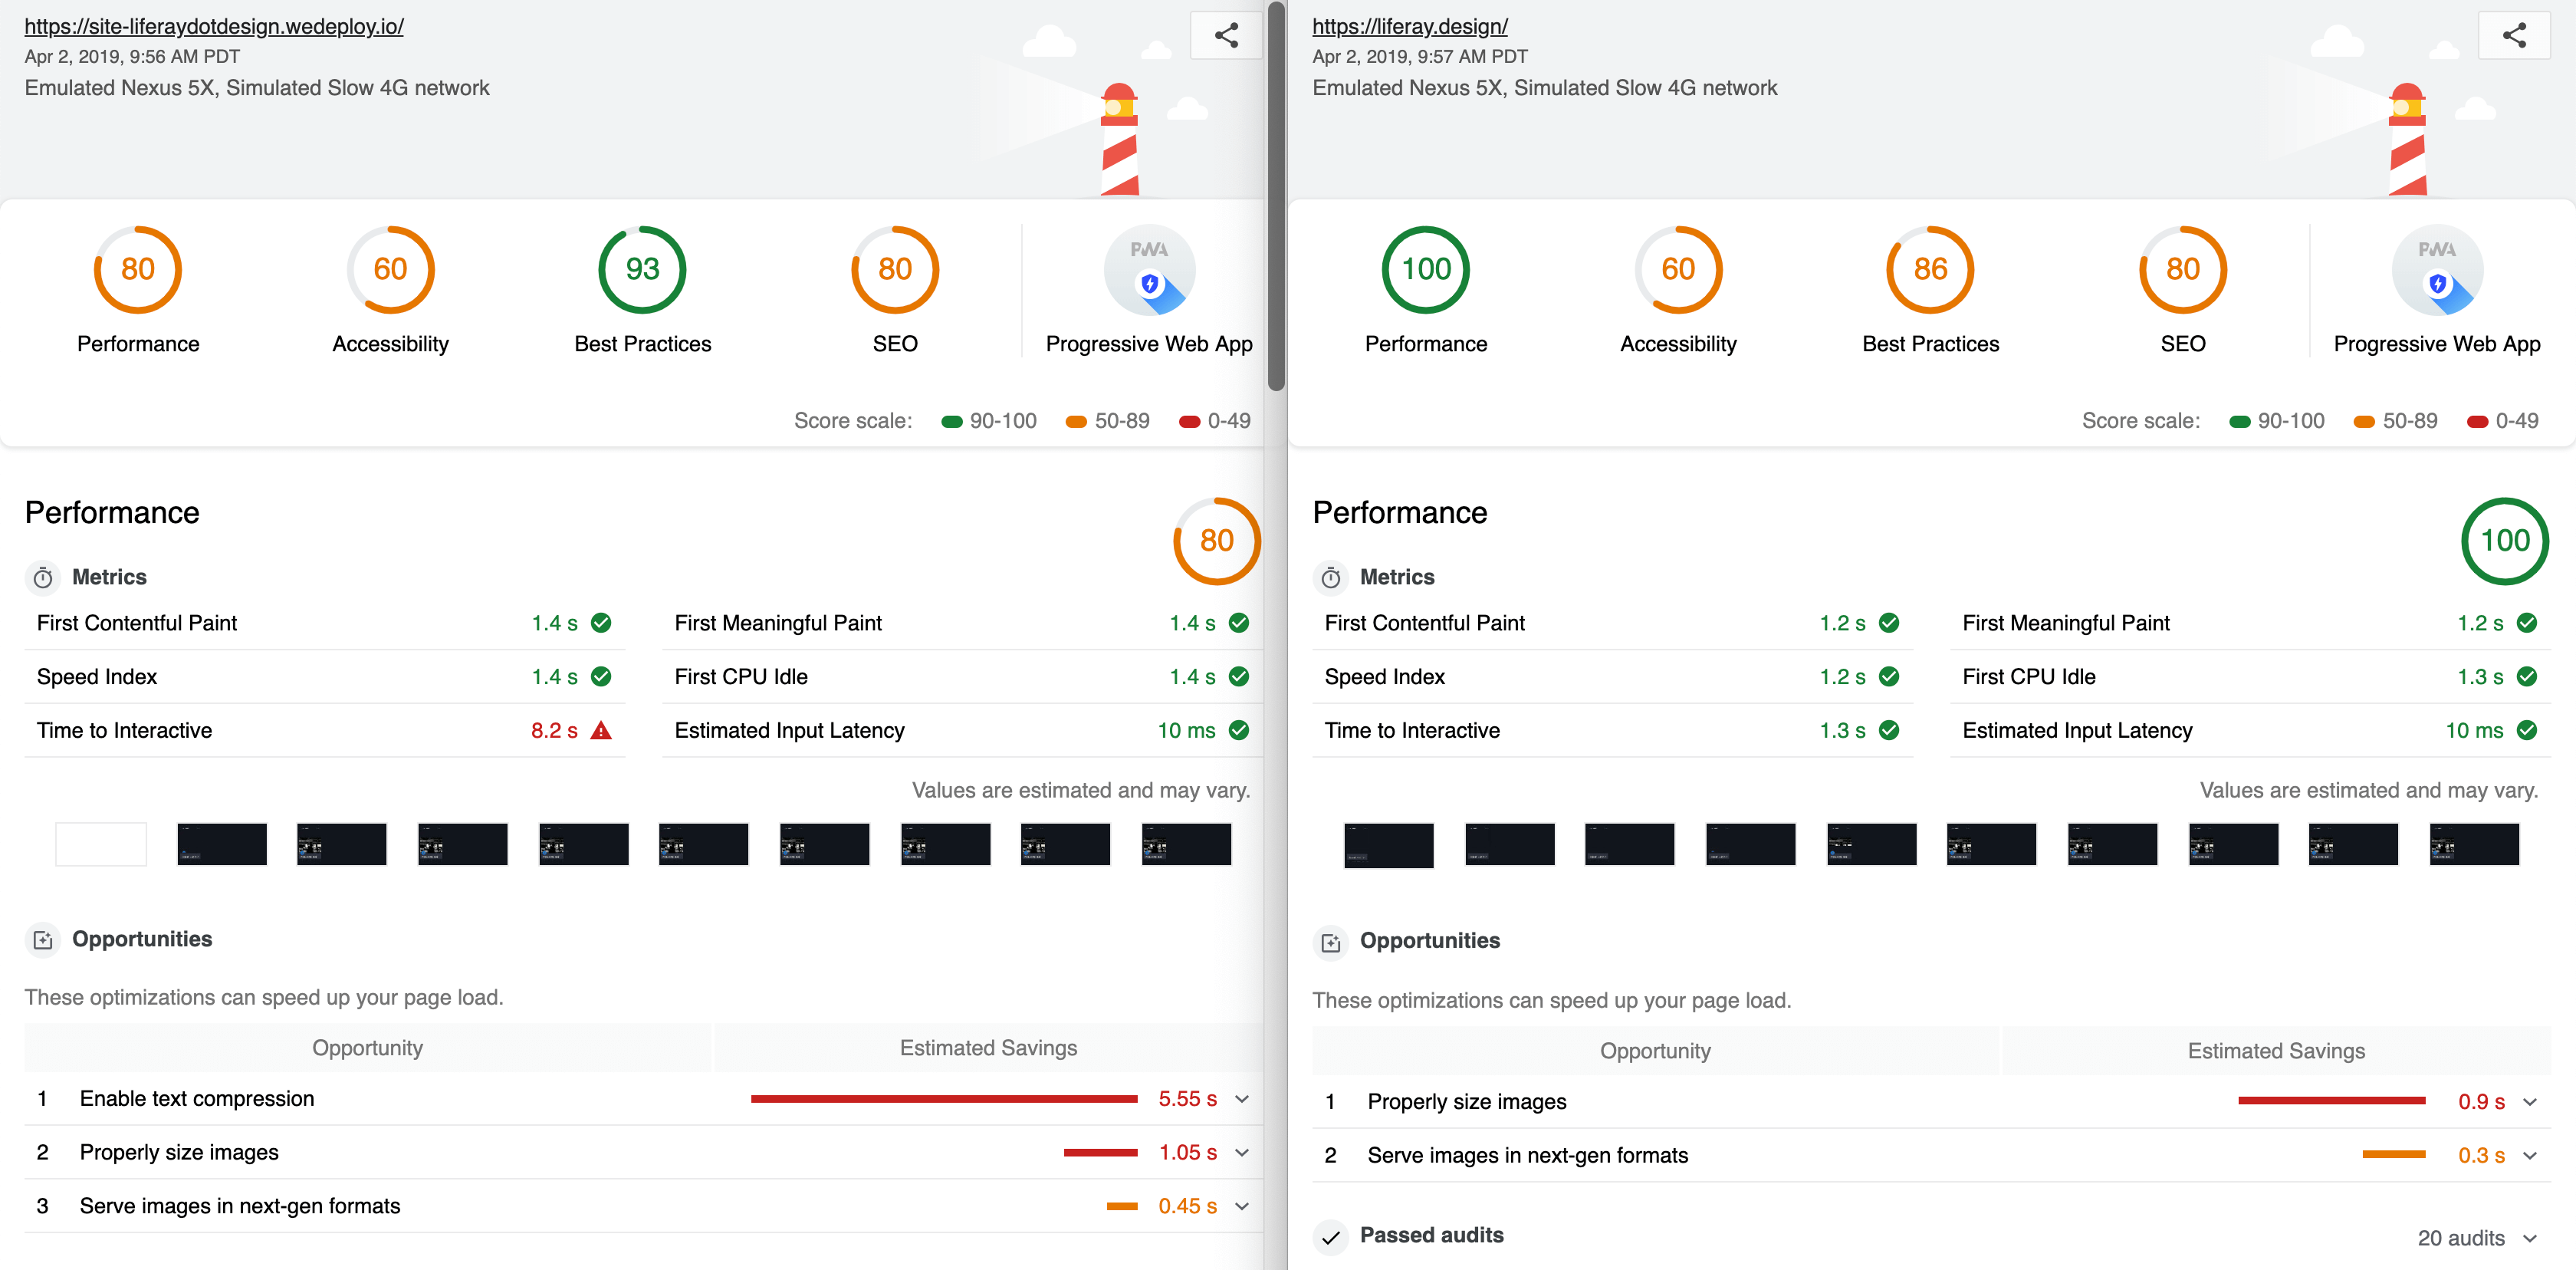 https://site-liferaydotdesign.wedeploy.io/
Apr 2, 2019, 9:56 AM PDT
Emulated Nexus 5X, Simulated Slow 4G network
80
Performance
60
Accessibility
93
Best Practices
80
SEO
PWA
Progressive Web App
Score scale: 90-100 50-89 0-49
Performance
80
Metrics
First Contentful Paint 1.4 s
First Meaningful Paint 1.4 s
Speed Index 1.4 s
First CPU Idle 1.4 s
Time to Interactive 8.2 s
Estimated Input Latency 10 ms
Values are estimated and may vary.
Opportunities
These optimizations can speed up your page load.
Opportunity Estimated Savings
1 Enable text compression 5.55 s
2 Properly size images 1.05 s
3 Serve images in next-gen formats 0.45 s
https://liferay.design/
Apr 2, 2019, 9:57 AM PDT
Emulated Nexus 5X, Simulated Slow 4G network
100
Performance
60
Accessibility
86
Best Practices
80
SEO
PWA
Progressive Web App
Score scale: 90-100 50-89 0-49
Performance
100
Metrics
First Contentful Paint 1.2 s
First Meaningful Paint 1.2 s
Speed Index 1.2 s
First CPU Idle 1.3 s
Time to Interactive 1.3 s
Estimated Input Latency 10 ms
Values are estimated and may vary.
Opportunities
These optimizations can speed up your page load.
Opportunity Estimated Savings
1 Properly size images 0.9 s
2 Serve images in next-gen formats 0.3 s
Passed audits 20 audits